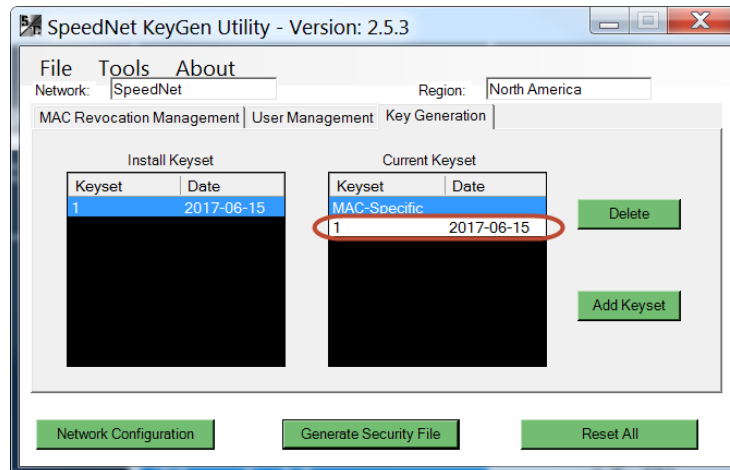 SpeedNet KeyGen Utility - Version: 2.5.3
File Tools About
Network: SpeedNet Region: North America
MAC Revocation Management User Management Key Generation
Install Keyset Current Keyset
Keyset Date Keyset Date
1 2017-06-15 MAC-Specific
1 2017-06-15
Delete
Add Keyset
Network Configuration Generate Security File Reset All